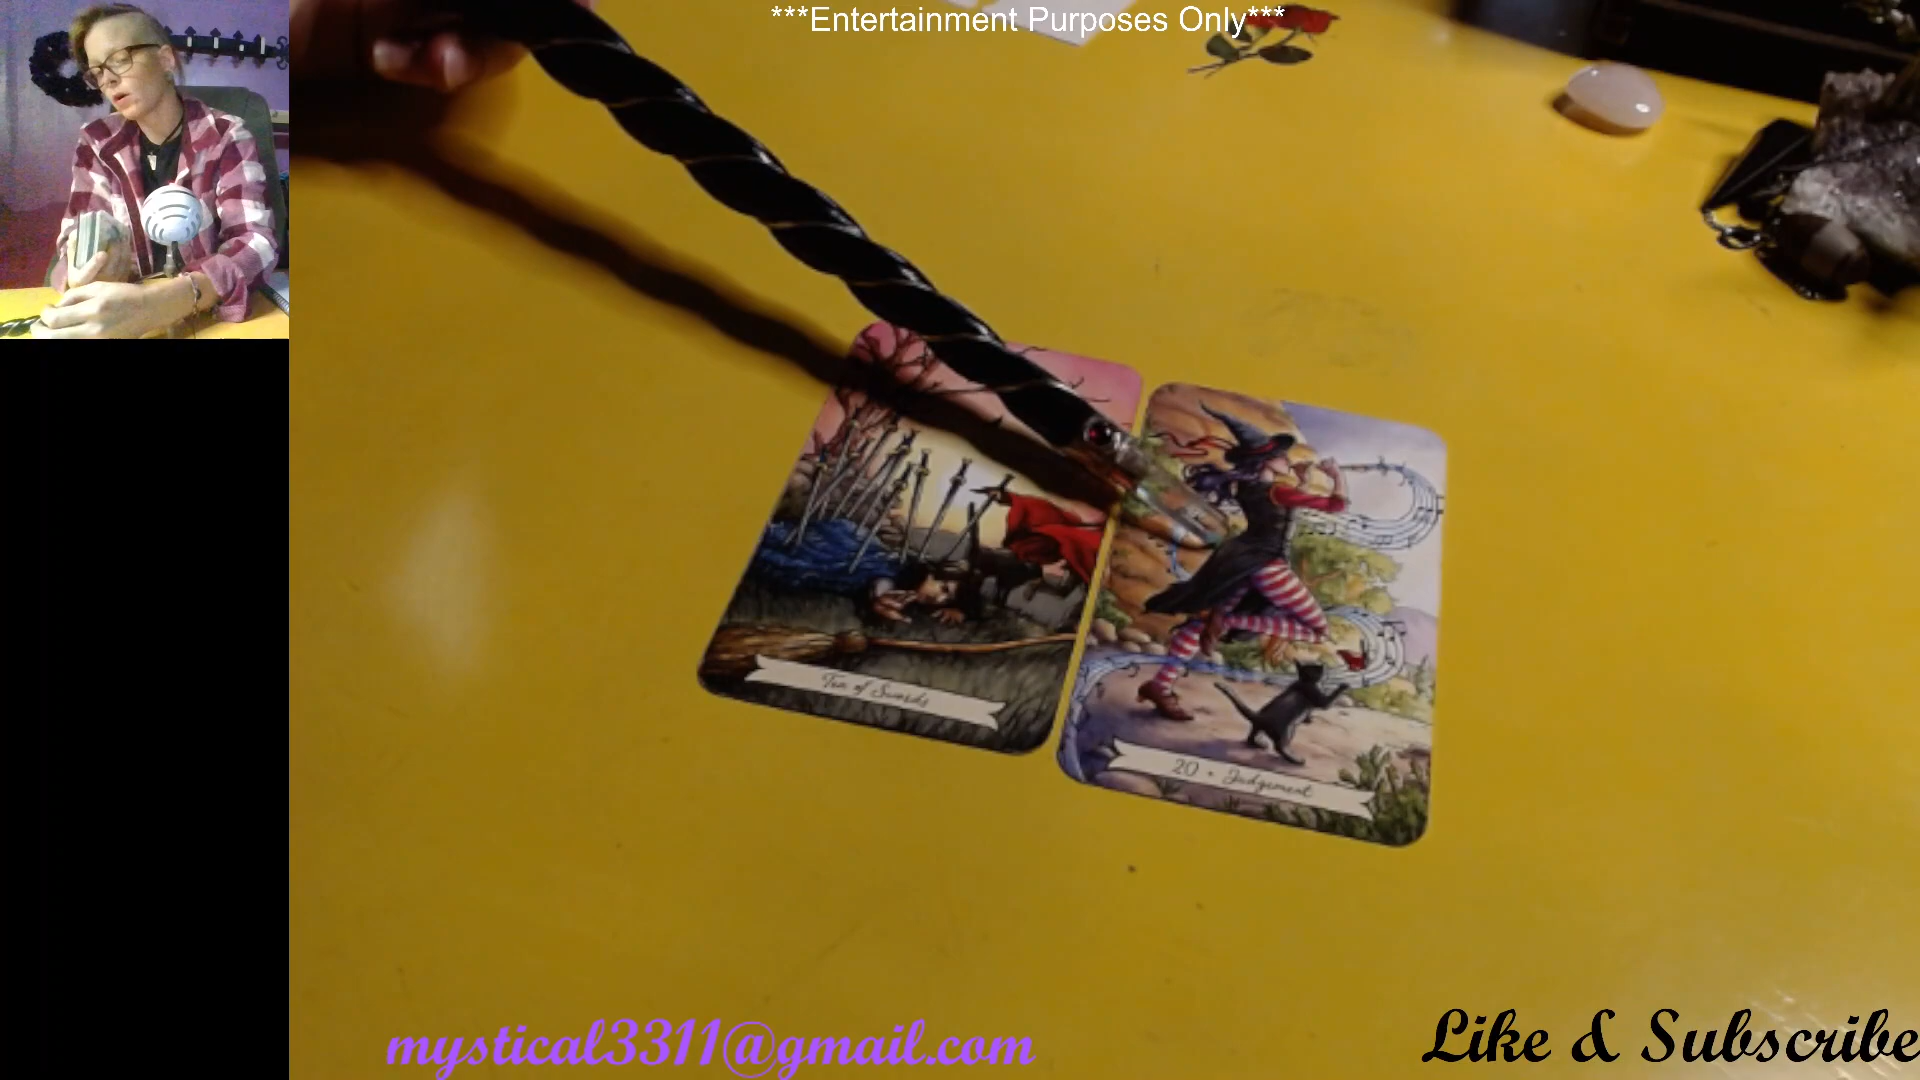 ***Entertainment Purposes Only***
Ten of Swords
20 • Judgement
mystical3311@gmail.com
Like & Subscribe